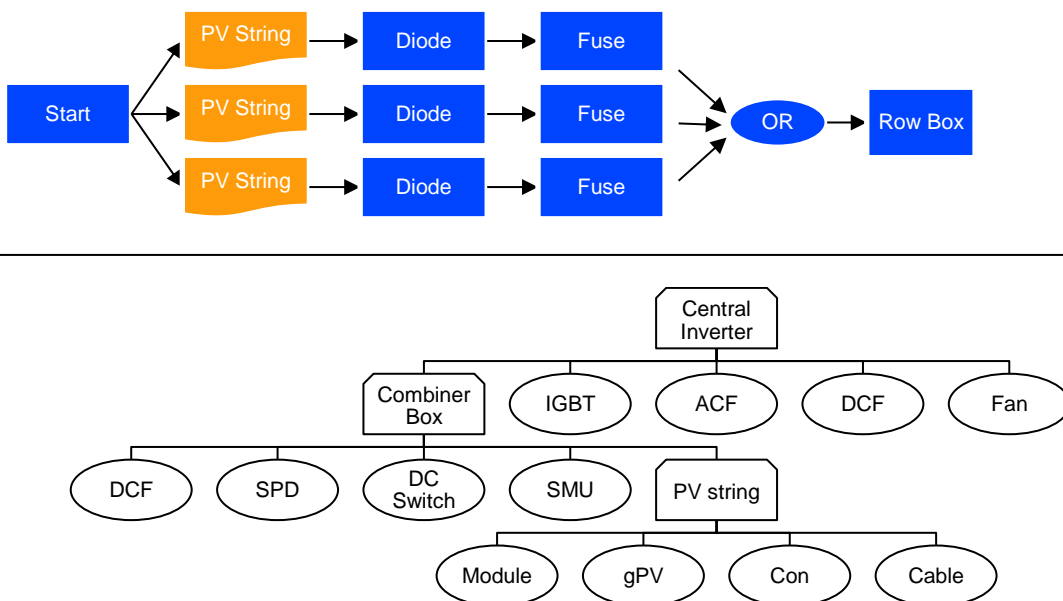 PV String
Diode
Fuse
Start
PV String
Diode
Fuse
OR
Row Box
PV String
Diode
Fuse
Central
Inverter
Combiner
Box
IGBT
ACF
DCF
Fan
DCF
SPD
DC
Switch
SMU
PV string
Module
gPV
Con
Cable